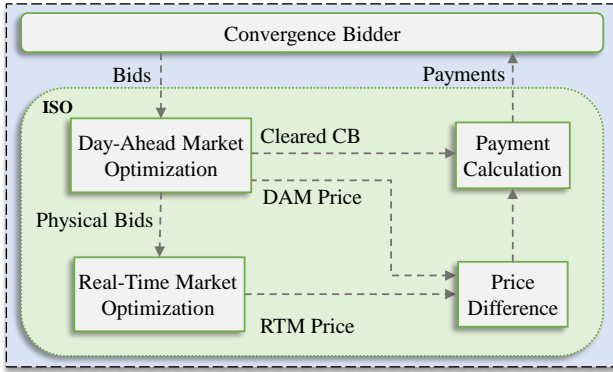 Convergence Bidder
Bids
Payments
ISO
Day-Ahead Market
Optimization
Cleared CB
Payment
Calculation
DAM Price
Physical Bids
Real-Time Market
Optimization
Price
Difference
RTM Price